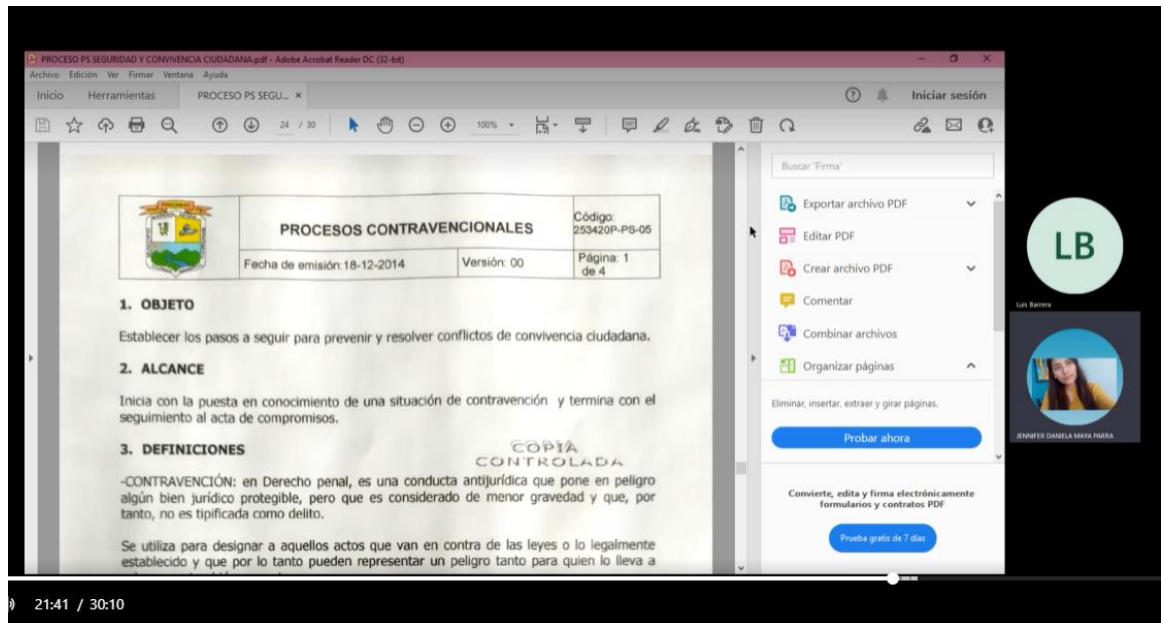 PROCESO PS SEGURIDAD Y CONVIVENCIA CIUDADANA.pdf - Adobe Acrobat Reader DC (32-bit)
Archivo Edición Ver Firmar Ventana Ayuda
Inicio Herramientas PROCESO PS SEGU... × Iniciar sesión
24 / 30 100%
PROCESOS CONTRAVENCIONALES
Código:
253420P-PS-05
Fecha de emisión:18-12-2014 Versión: 00 Página: 1
de 4
1. OBJETO
Establecer los pasos a seguir para prevenir y resolver conflictos de convivencia ciudadana.
2. ALCANCE
Inicia con la puesta en conocimiento de una situación de contravención y termina con el
seguimiento al acta de compromisos.
3. DEFINICIONES
COPIA
CONTROLADA
-CONTRAVENCIÓN: en Derecho penal, es una conducta antijurídica que pone en peligro
algún bien jurídico protegible, pero que es considerado de menor gravedad y que, por
tanto, no es tipificada como delito.
Se utiliza para designar a aquellos actos que van en contra de las leyes o lo legalmente
establecido y que por lo tanto pueden representar un peligro tanto para quien lo lleva a
Buscar 'Firma'
Exportar archivo PDF
Editar PDF
Crear archivo PDF
Comentar
Combinar archivos
Organizar páginas
Eliminar, insertar, extraer y girar páginas.
Probar ahora
Convierte, edita y firma electrónicamente
formularios y contratos PDF
Prueba gratis de 7 días
LB
Luis Barrera
JENNIFER DANIELA MAYA PARRA
21:41 / 30:10